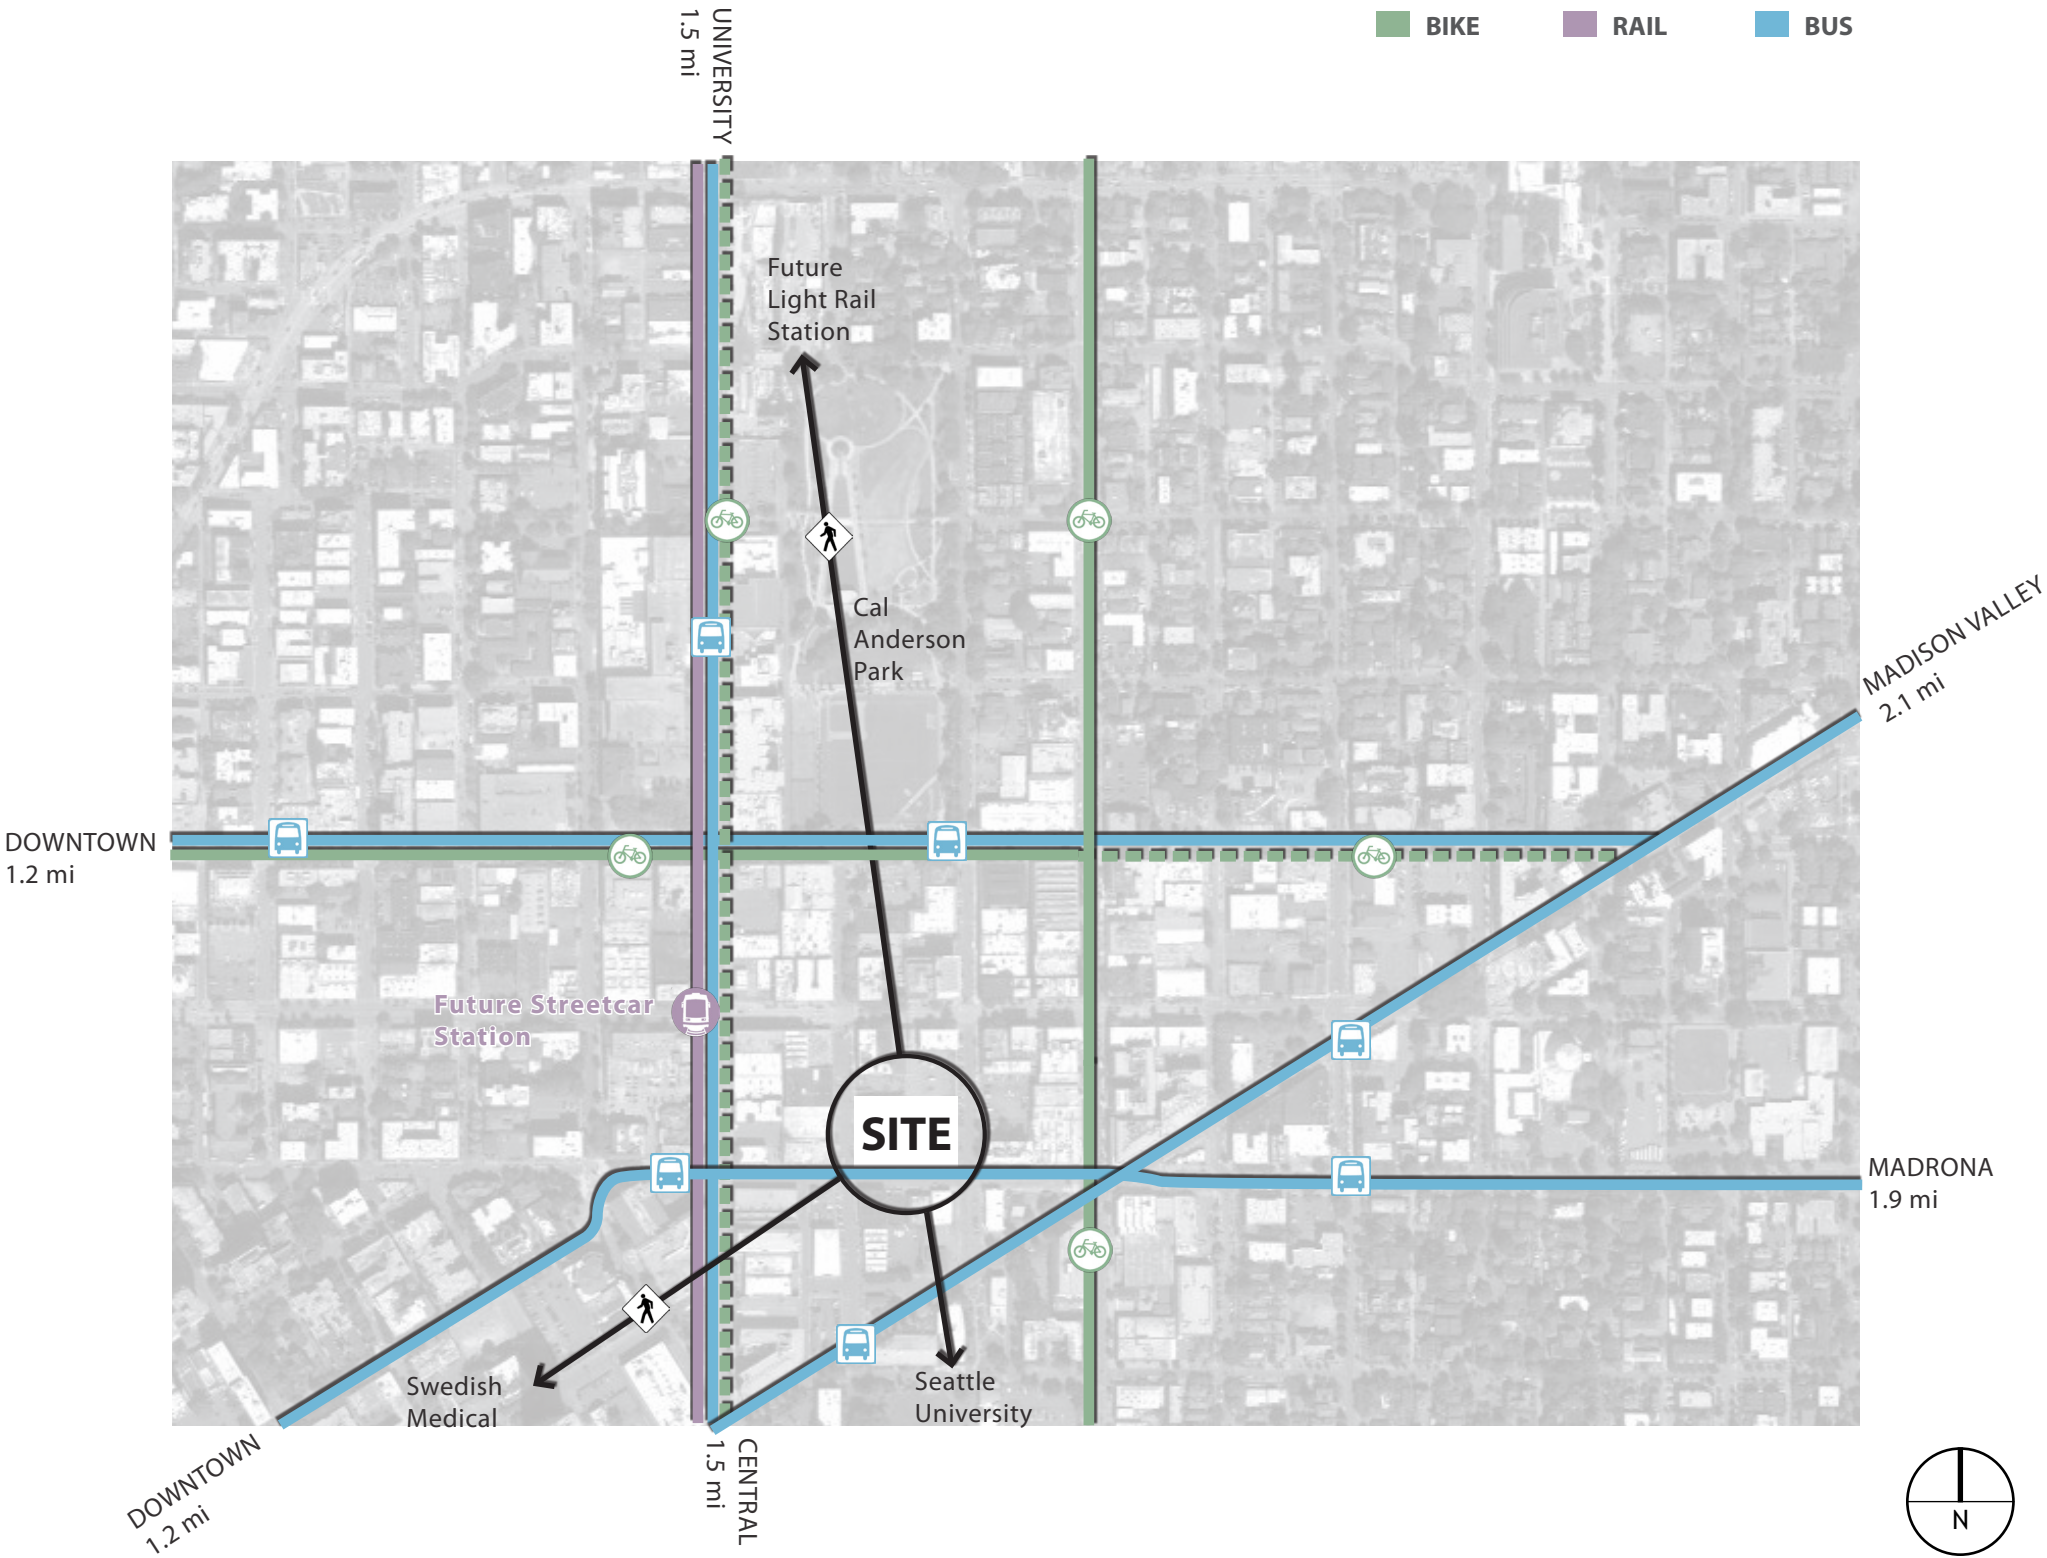 BIKE
RAIL
BUS
UNIVERSITY
1.5 mi
Future
Light Rail
Station
Cal
Anderson
Park
MADISON VALLEY
2.1 mi
DOWNTOWN
1.2 mi
Future Streetcar
Station
SITE
MADRONA
1.9 mi
Swedish
Medical
Seattle
University
DOWNTOWN
1.2 mi
CENTRAL
1.5 mi
N